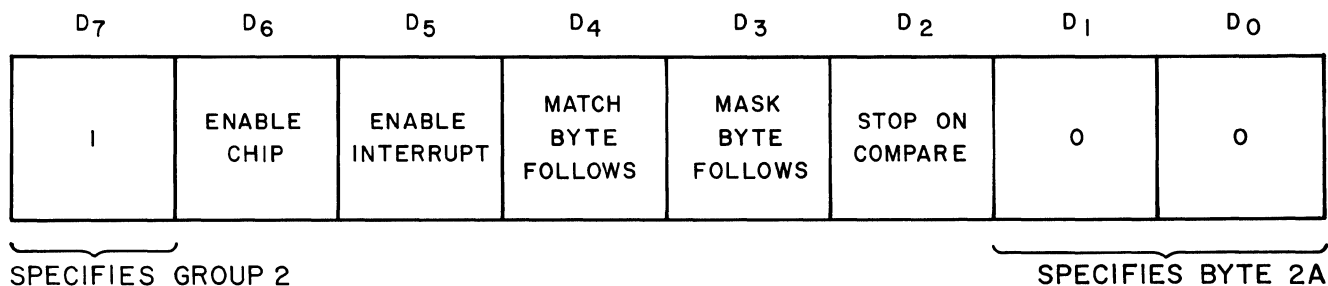 D7 D6 D5 D4 D3 D2 D1 D0
1 ENABLE CHIP ENABLE INTERRUPT MATCH BYTE FOLLOWS MASK BYTE FOLLOWS STOP ON COMPARE 0 0
SPECIFIES GROUP 2 SPECIFIES BYTE 2A